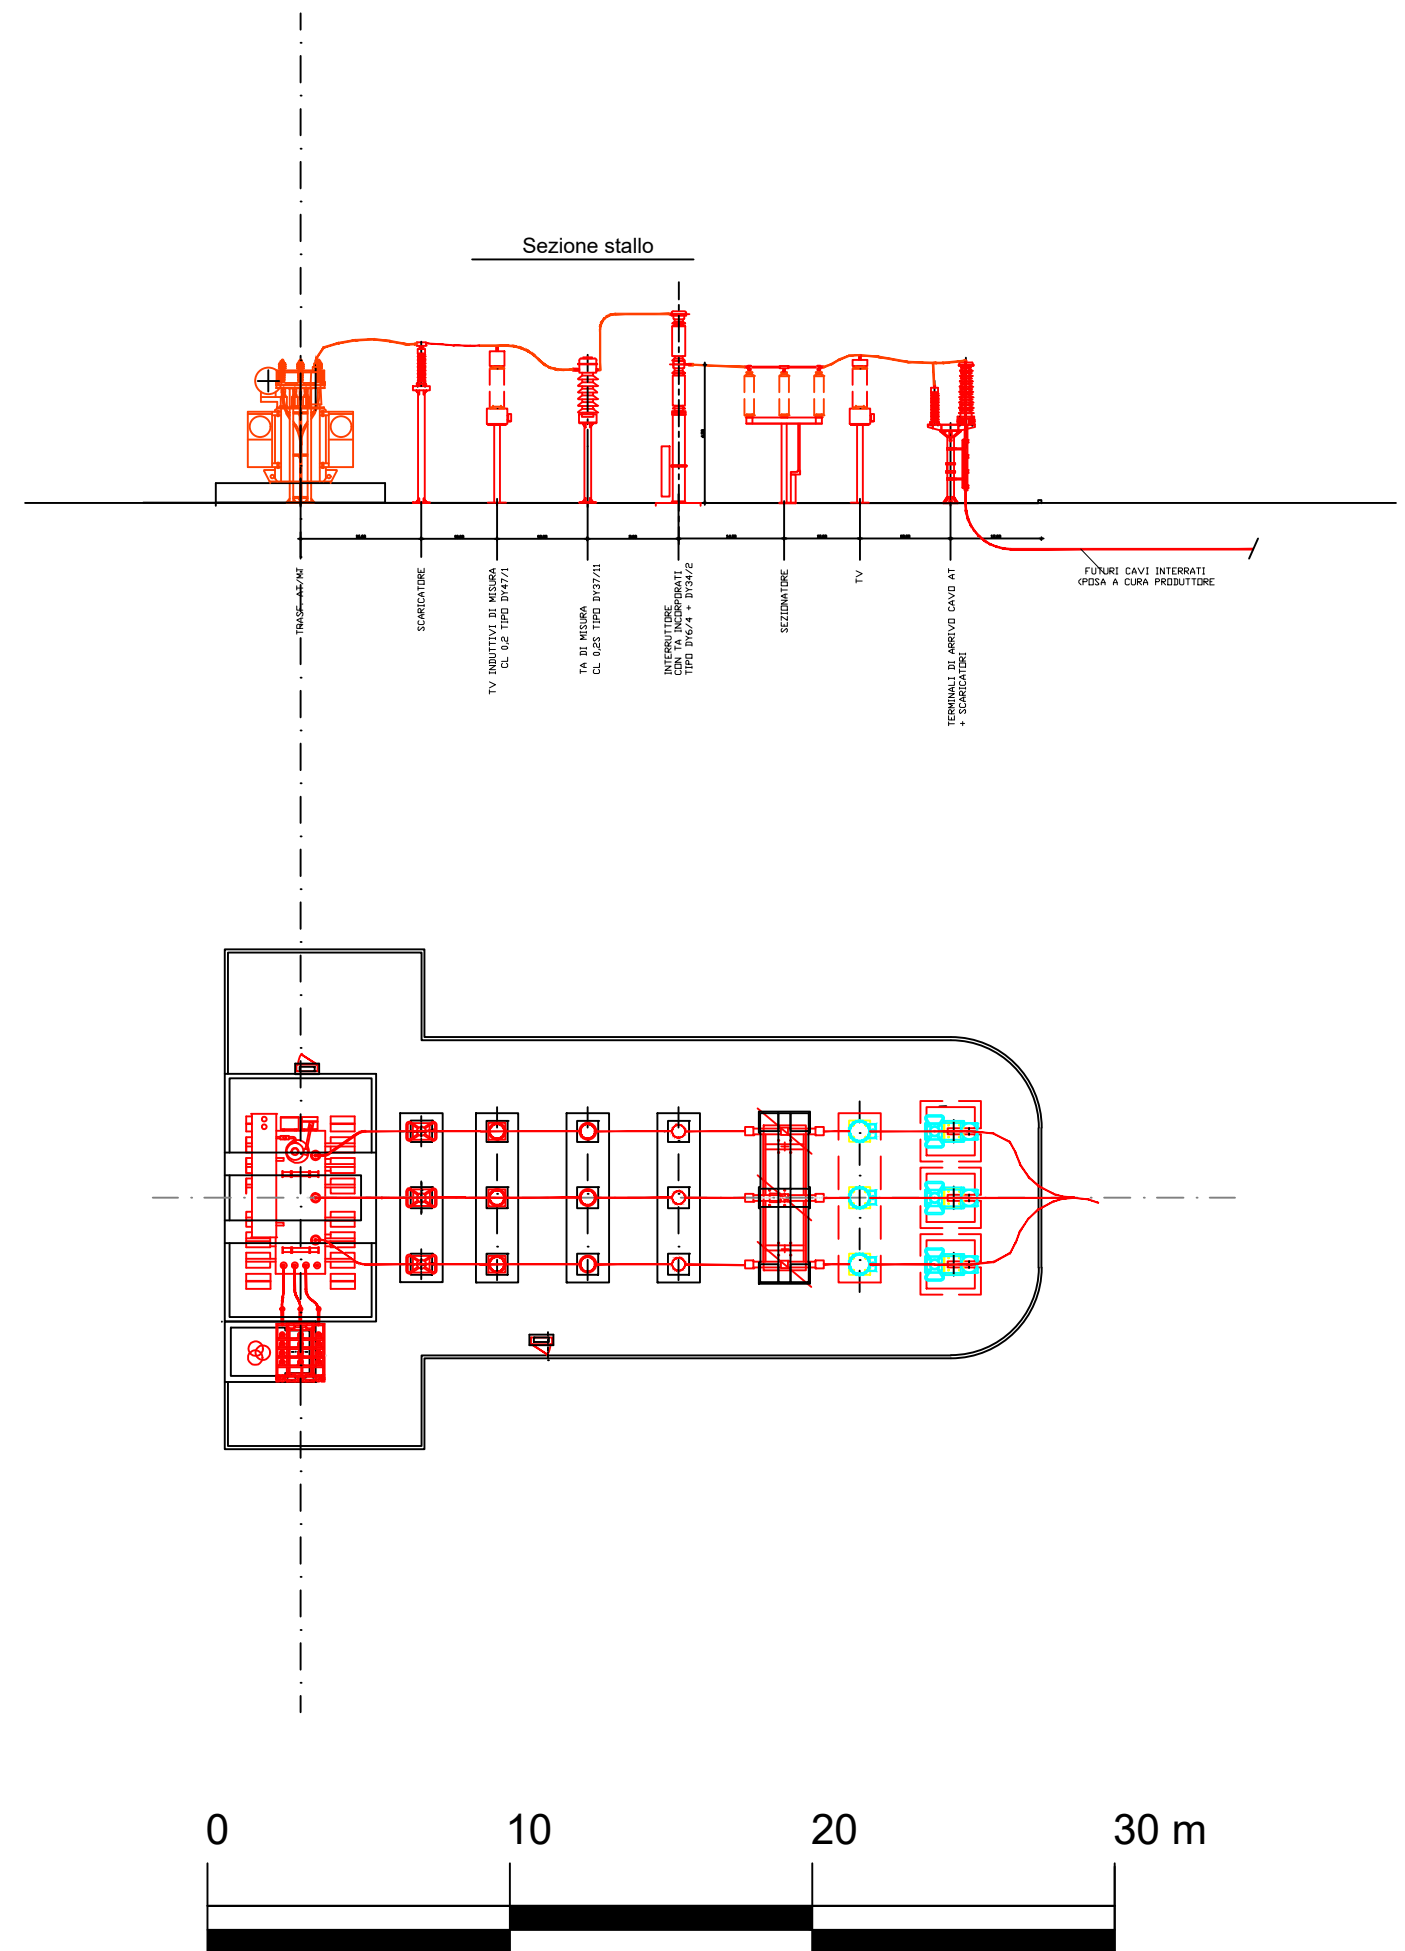 Sezione stallo
TRASF. AT/MT
SCARICATORE
TV INDUTTIVI DI MISURA
CL 0,2 TIPO DY47/1
TA DI MISURA
CL 0,2S TIPO DY37/11
INTERRUTTORE
CON TA INCORPORATI
TIPO DY6/4 + DY34/2
SEZIONATORE
TV
TERMINALI DI ARRIVO CAVO AT
+ SCARICATORI
FUTURI CAVI INTERRATI
(POSA A CURA PRODUTTORE
0 10 20 30 m